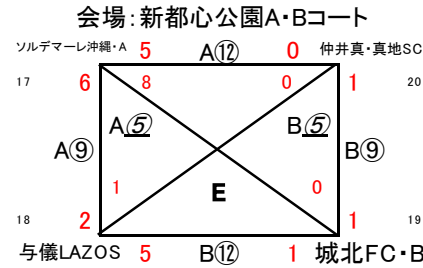 会場：新都心公園A・Bコート
ソルデマーレ沖縄・A 5 A⑫ 0 仲井真・真地SC
17 6 8 0 1 20
A⑤ B⑤
A⑨ B⑨
1 E 0
18 2 1 19
与儀LAZOS 5 B⑫ 1 城北FC・B